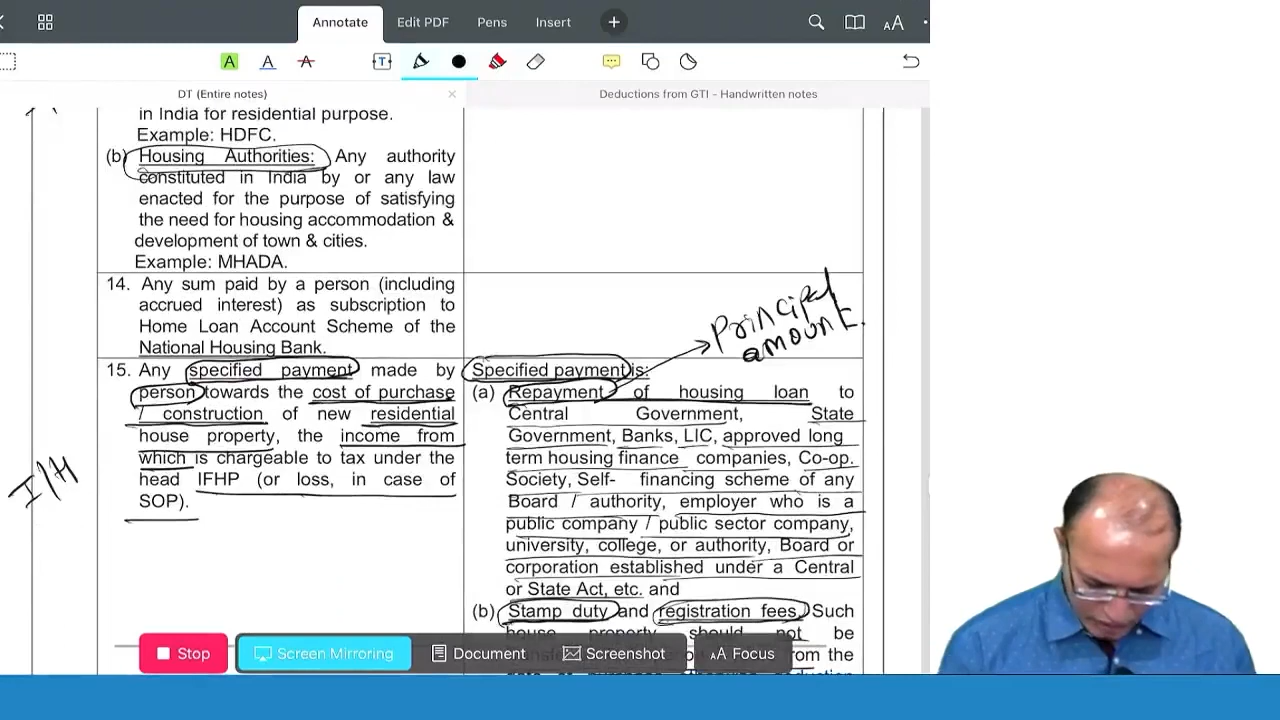 Annotate
Edit PDF
Pens
Insert
AA
A
A
A
T
DT (Entire notes)
Deductions from GTI - Handwritten notes
in India for residential purpose.
Example: HDFC.
(b) Housing Authorities: Any authority
constituted in India by or any law
enacted for the purpose of satisfying
the need for housing accommodation &
development of town & cities.
Example: MHADA.
14. Any sum paid by a person (including
accrued interest) as subscription to
Home Loan Account Scheme of the
National Housing Bank.
Principal
amount.
15. Any specified payment made by
person towards the cost of purchase
/ construction of new residential
house property, the income from
which is chargeable to tax under the
head IFHP (or loss, in case of
SOP).
I/H
Specified payment is:
(a) Repayment of housing loan to
Central Government, State
Government, Banks, LIC, approved long
term housing finance companies, Co-op.
Society, Self- financing scheme of any
Board / authority, employer who is a
public company / public sector company,
university, college, or authority, Board or
corporation established under a Central
or State Act, etc. and
(b) Stamp duty and registration fees. Such
house property should not be
from the
Stop
Screen Mirroring
Document
Screenshot
AA Focus